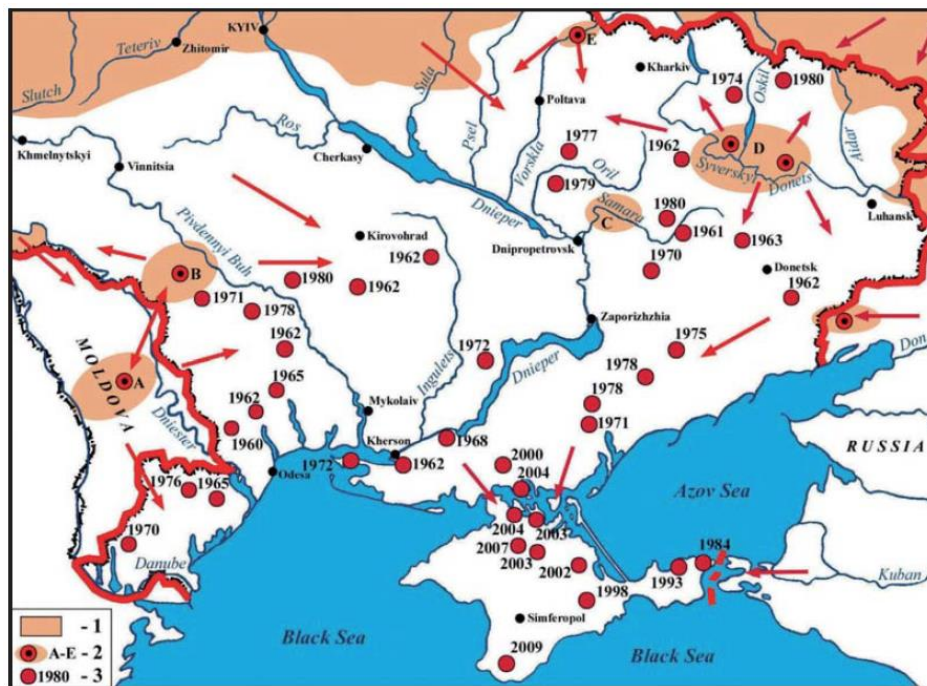 KYIV
Zhitomir
Teteriv
Slutch
Sula
Psel
E
Kharkiv
1974
Oskil
1980
Poltava
Vorskla
Aidar
Ros
Khmelnytskyi
Vinnitsia
Cherkasy
1977
1962
D
Syverskyi
Donets
Oril
1979
Luhansk
Pivdennyi Buh
Dnieper
Samara
C
1980
1961
1963
Kirovohrad
Dnipropetrovsk
1962
1970
Donetsk
B
1980
1962
1962
1971
1978
Zaporizhzhia
Don
MOLDOVA
1962
Ingulets
1972
Dnieper
1975
A
1978
1965
1978
1962
Mykolaiv
1971
Dniester
1960
Kherson
1968
RUSSIA
1972
1962
2000
Odesa
2004
1976
1965
Azov Sea
2004
2003
1970
2007
2003
1984
Danube
2002
1993
Kuban
1998
Simferopol
Black Sea
Black Sea
2009
- 1
A-E - 2
1980 - 3